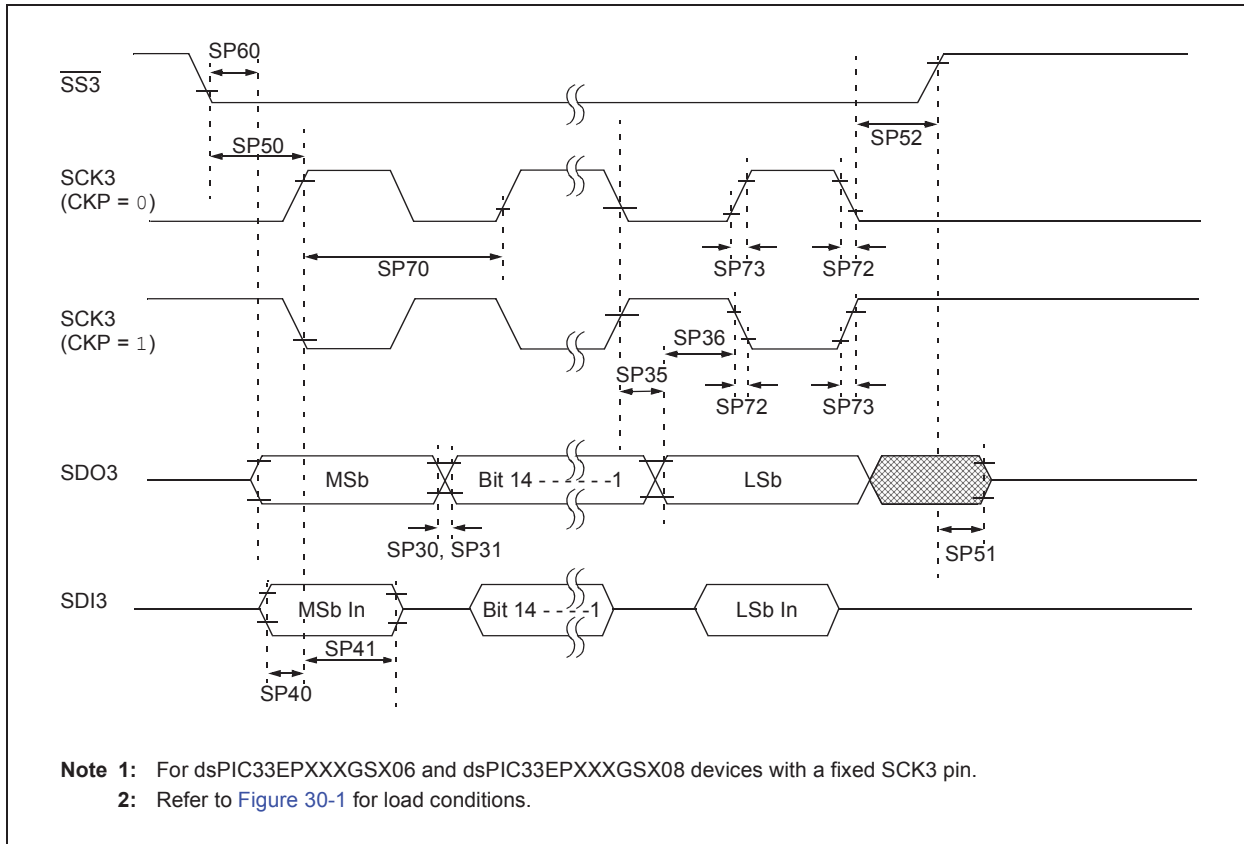 SP60
SS3
SP52
SP50
SCK3
(CKP = 0)
SP70
SP73
SP72
SCK3
(CKP = 1)
SP36
SP35
SP72
SP73
SDO3
MSb
Bit 14 - - - - - -1
LSb
SP30, SP31
SP51
SDI3
MSb In
Bit 14 - - - -1
LSb In
SP41
SP40
Note 1: For dsPIC33EPXXXGSX06 and dsPIC33EPXXXGSX08 devices with a fixed SCK3 pin.
2: Refer to Figure 30-1 for load conditions.